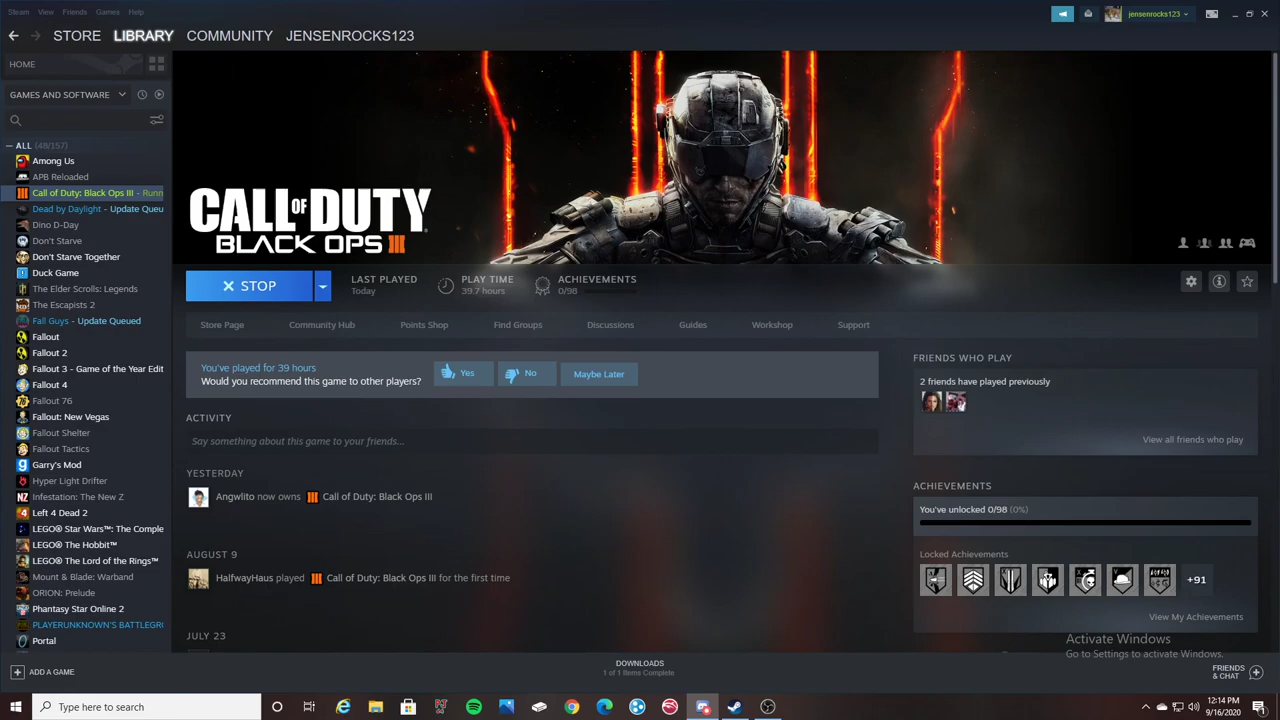 Steam View Friends Games Help
jensenrocks123
STORE LIBRARY COMMUNITY JENSENROCKS123
HOME
GAMES AND SOFTWARE
ALL (48/157)
Among Us
APB Reloaded
Call of Duty: Black Ops III - Runn
Dead by Daylight - Update Queu
Dino D-Day
Don't Starve
Don't Starve Together
Duck Game
The Elder Scrolls: Legends
The Escapists 2
Fall Guys - Update Queued
Fallout
Fallout 2
Fallout 3 - Game of the Year Edit
Fallout 4
Fallout 76
Fallout: New Vegas
Fallout Shelter
Fallout Tactics
Garry's Mod
Hyper Light Drifter
Infestation: The New Z
Left 4 Dead 2
LEGO® Star Wars™: The Comple
LEGO® The Hobbit™
LEGO® The Lord of the Rings™
Mount & Blade: Warband
ORION: Prelude
Phantasy Star Online 2
PLAYERUNKNOWN'S BATTLEGR
Portal
CALL OF DUTY®
BLACK OPS III
STOP
LAST PLAYED
Today
PLAY TIME
39.7 hours
ACHIEVEMENTS
0/98
Store Page Community Hub Points Shop Find Groups Discussions Guides Workshop Support
You've played for 39 hours
Would you recommend this game to other players?
Yes No Maybe Later
ACTIVITY
Say something about this game to your friends...
YESTERDAY
Angwlito now owns Call of Duty: Black Ops III
AUGUST 9
HalfwayHaus played Call of Duty: Black Ops III for the first time
JULY 23
FRIENDS WHO PLAY
2 friends have played previously
View all friends who play
ACHIEVEMENTS
You've unlocked 0/98 (0%)
Locked Achievements
+91
View My Achievements
Activate Windows
Go to Settings to activate Windows.
ADD A GAME
DOWNLOADS
1 of 1 Items Complete
FRIENDS
& CHAT
Type here to search
12:14 PM
9/16/2020